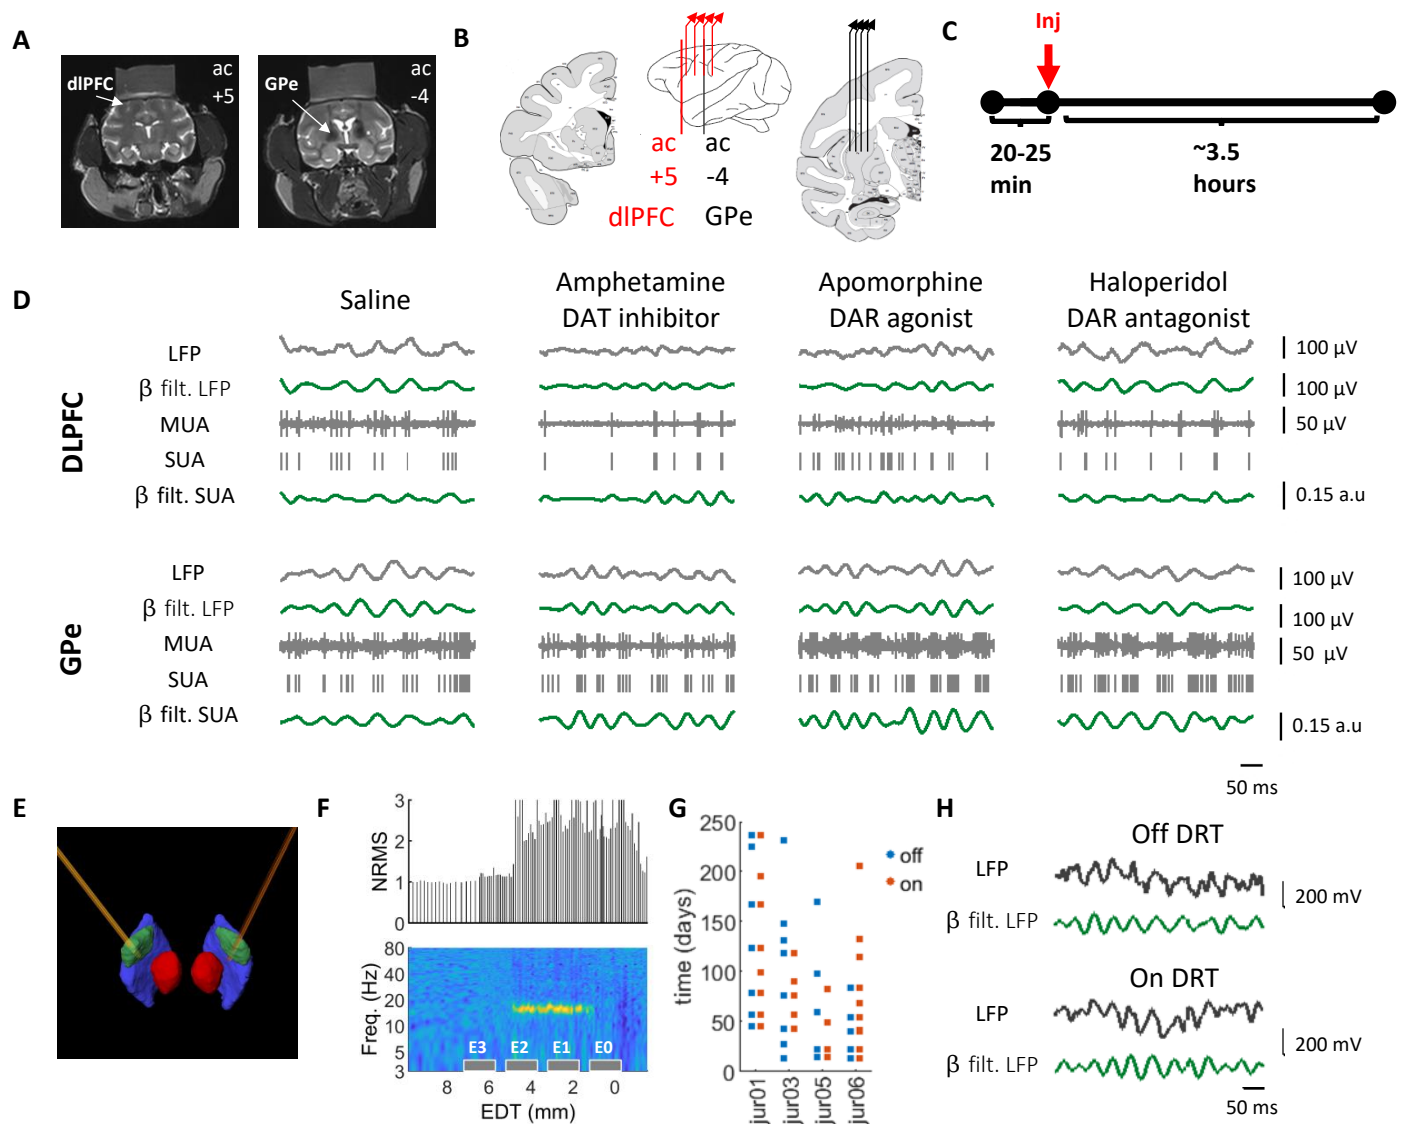 A
dlPFC
ac
+5
GPe
ac
-4
B
ac
+5
dlPFC
ac
-4
GPe
C
Inj
20-25
min
~3.5
hours
D
Saline
Amphetamine
DAT inhibitor
Apomorphine
DAR agonist
Haloperidol
DAR antagonist
DLPFC
LFP
β filt. LFP
MUA
SUA
β filt. SUA
100 µV
100 µV
50 µV
0.15 a.u
GPe
LFP
β filt. LFP
MUA
SUA
β filt. SUA
100 µV
100 µV
50 µV
0.15 a.u
50 ms
E
F
NRMS
3
2
1
0
Freq. (Hz)
80
40
20
10
5
3
E3
E2
E1
E0
8
6
4
2
0
EDT (mm)
G
time (days)
250
200
150
100
50
0
off
on
jur01
jur03
jur05
jur06
H
Off DRT
LFP
200 mV
β filt. LFP
On DRT
LFP
200 mV
β filt. LFP
50 ms